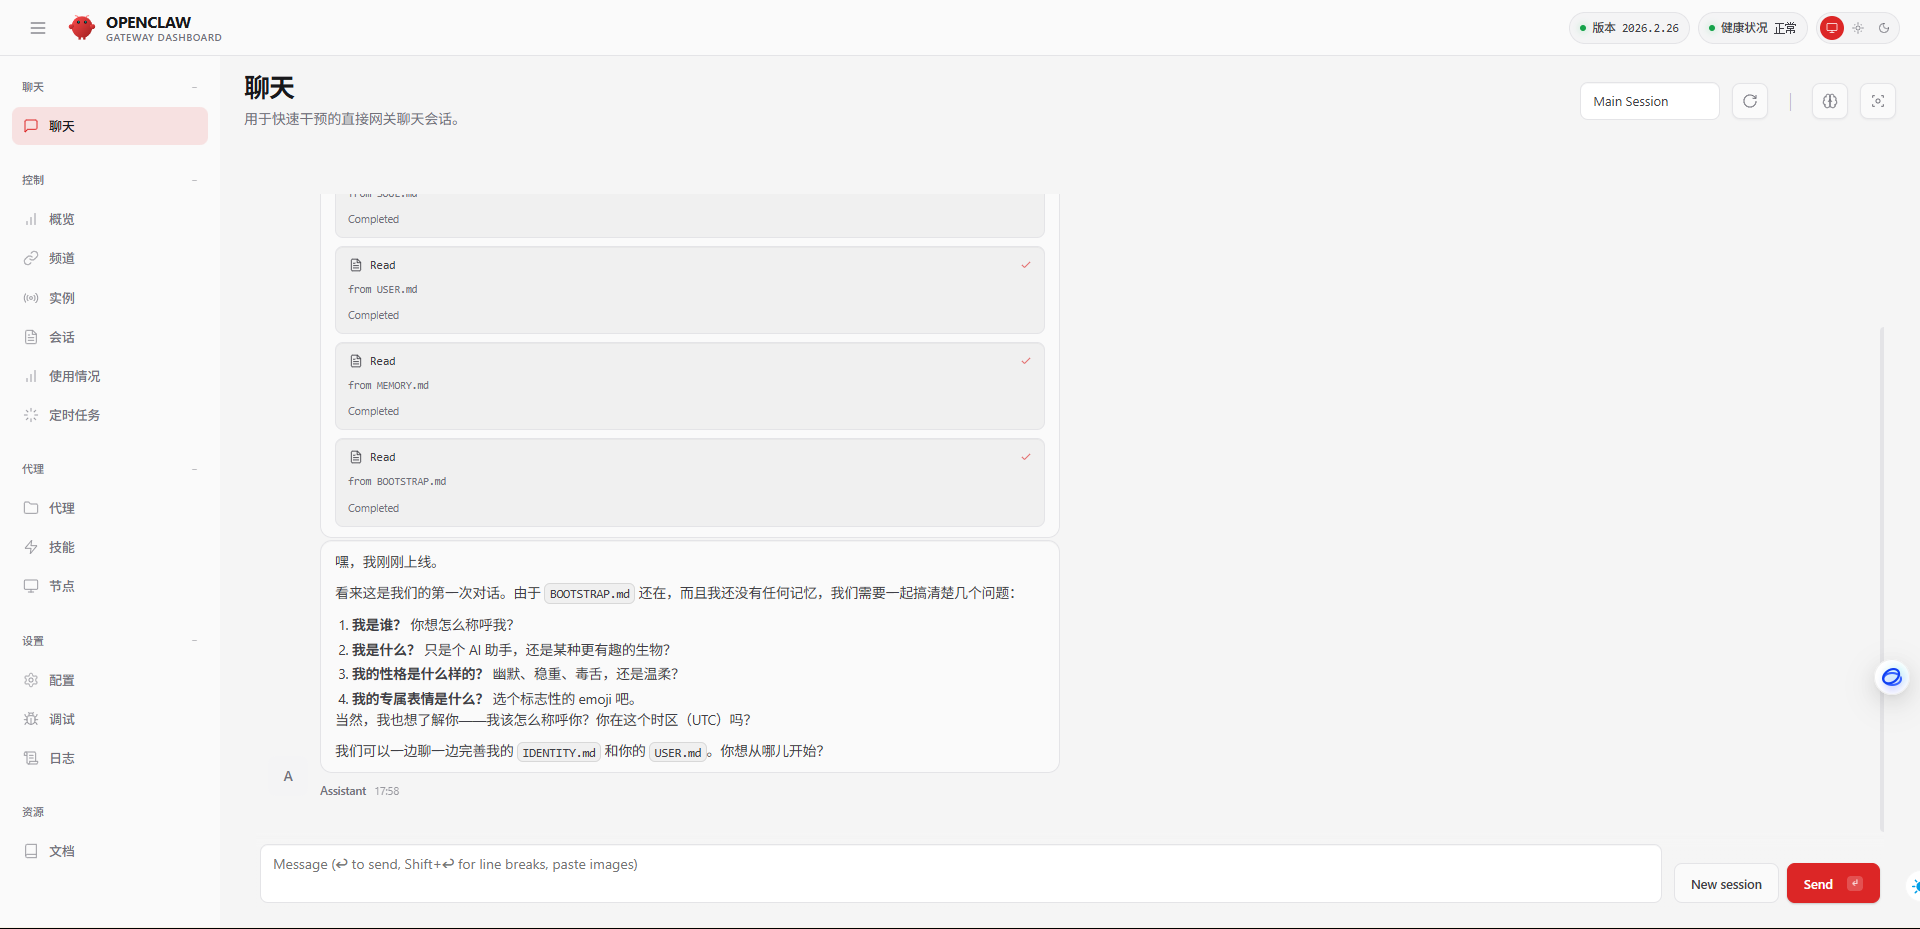 OPENCLAW
GATEWAY DASHBOARD
版本 2026.2.26
健康状况 正常
聊天
聊天
控制
概览
频道
实例
会话
使用情况
定时任务
代理
代理
技能
节点
设置
配置
调试
日志
资源
文档
聊天
用于快速干预的直接网关聊天会话。
Main Session
Completed
Read
from USER.md
Completed
Read
from MEMORY.md
Completed
Read
from BOOTSTRAP.md
Completed
嘿，我刚刚上线。
看来这是我们的第一次对话。由于 BOOTSTRAP.md 还在，而且我还没有任何记忆，我们需要一起搞清楚几个问题：
1. 我是谁？ 你想怎么称呼我？
2. 我是什么？ 只是个 AI 助手，还是某种更有趣的生物？
3. 我的性格是什么样的？ 幽默、稳重、毒舌，还是温柔？
4. 我的专属表情是什么？ 选个标志性的 emoji 吧。
当然，我也想了解你——我该怎么称呼你？你在这个时区（UTC）吗？
我们可以一边聊一边完善我的 IDENTITY.md 和你的 USER.md。你想从哪儿开始？
A
Assistant 17:58
Message (↩ to send, Shift+↩ for line breaks, paste images)
New session
Send